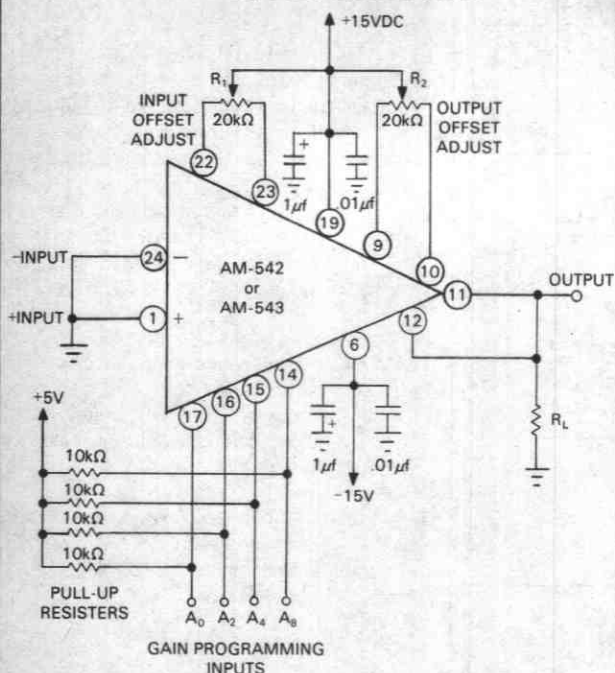 +15VDC
R₁
R₂
INPUT
OFFSET
ADJUST
20kΩ
20kΩ
OUTPUT
OFFSET
ADJUST
22
23
+
1µf
.01µf
19
9
10
-INPUT
24
−
AM-542
or
AM-543
11
OUTPUT
+INPUT
1
+
12
6
14
15
16
17
+5V
1µf
+
.01µf
RL
-15V
10kΩ
10kΩ
10kΩ
10kΩ
PULL-UP
RESISTERS
A₀
A₂
A₄
A₈
GAIN PROGRAMMING
INPUTS